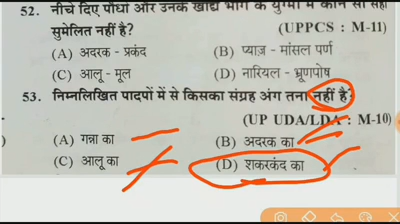 52. नीचे दिए पौधों और उनके खाद्य भाग के युग्मों में कौन सा सही
सुमेलित नहीं है? (UPPCS : M-11)
(A) अदरक - प्रकंद (B) प्याज़ - मांसल पर्ण
(C) आलू - मूल (D) नारियल - भ्रूणपोष
53. निम्नलिखित पादपों में से किसका संग्रह अंग तना नहीं है?
(UP UDA/LDA : M-10)
(A) गन्ना का (B) अदरक का
(C) आलू का (D) शकरकंद का